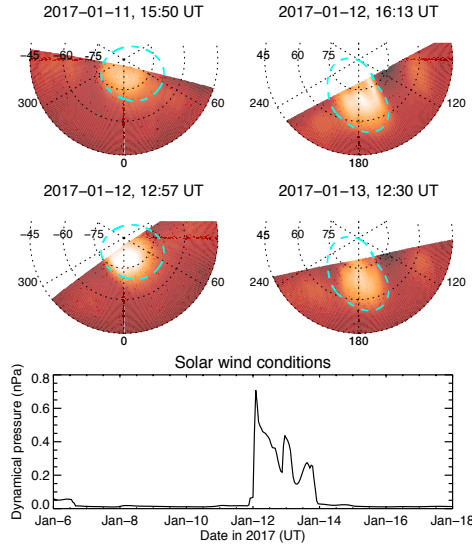 2017-01-11, 15:50 UT
2017-01-12, 16:13 UT
-45 -60 -75
300 60
0
45 60 75
240 120
180
2017-01-12, 12:57 UT
2017-01-13, 12:30 UT
-45 -60 -75
300 60
0
45 60 75
240 120
180
Solar wind conditions
Dynamical pressure (nPa)
0.8
0.6
0.4
0.2
0.0
Jan-6 Jan-8 Jan-10 Jan-12 Jan-14 Jan-16 Jan-18
Date in 2017 (UT)